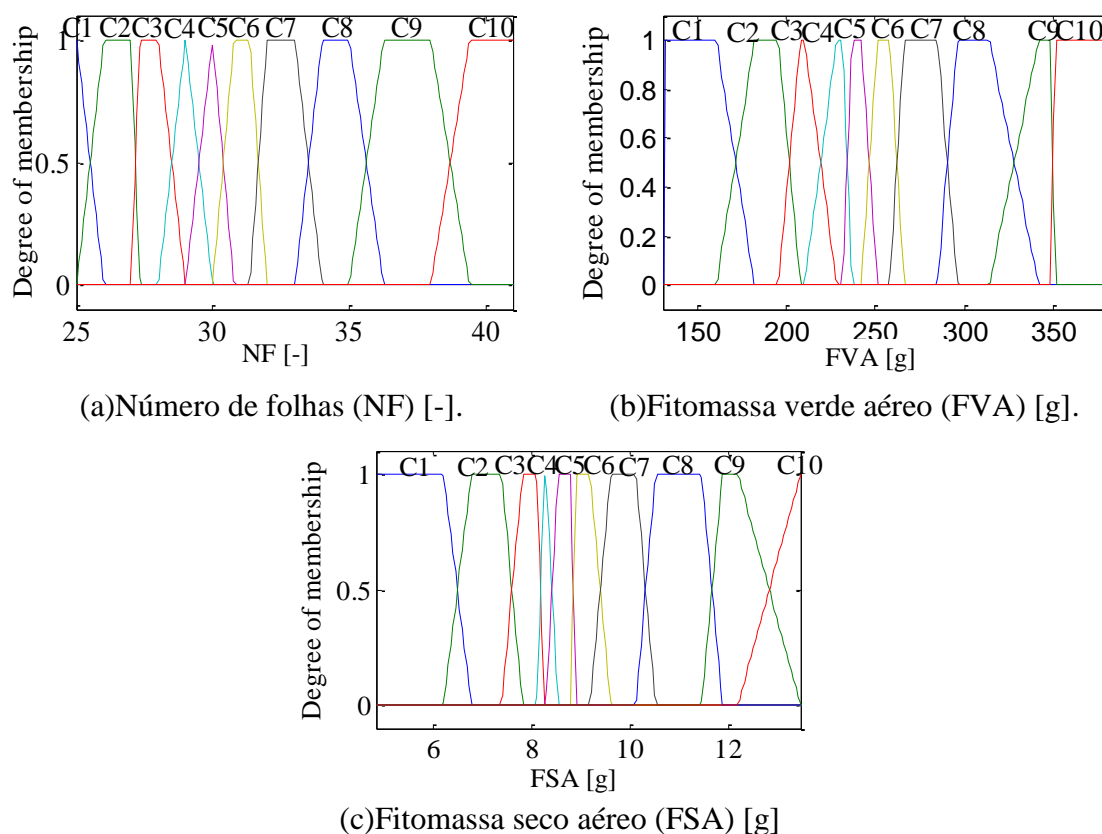 C1 C2 C3 C4 C5 C6 C7 C8 C9 C10
1
0.5
0
Degree of membership
25 30 35 40
NF [-]
(a)Número de folhas (NF) [-].
C1 C2 C3 C4 C5 C6 C7 C8 C9 C10
1
0.8
0.6
0.4
0.2
0
Degree of membership
150 200 250 300 350
FVA [g]
(b)Fitomassa verde aéreo (FVA) [g].
C1 C2 C3 C4 C5 C6 C7 C8 C9 C10
1
0.5
0
Degree of membership
6 8 10 12
FSA [g]
(c)Fitomassa seco aéreo (FSA) [g]